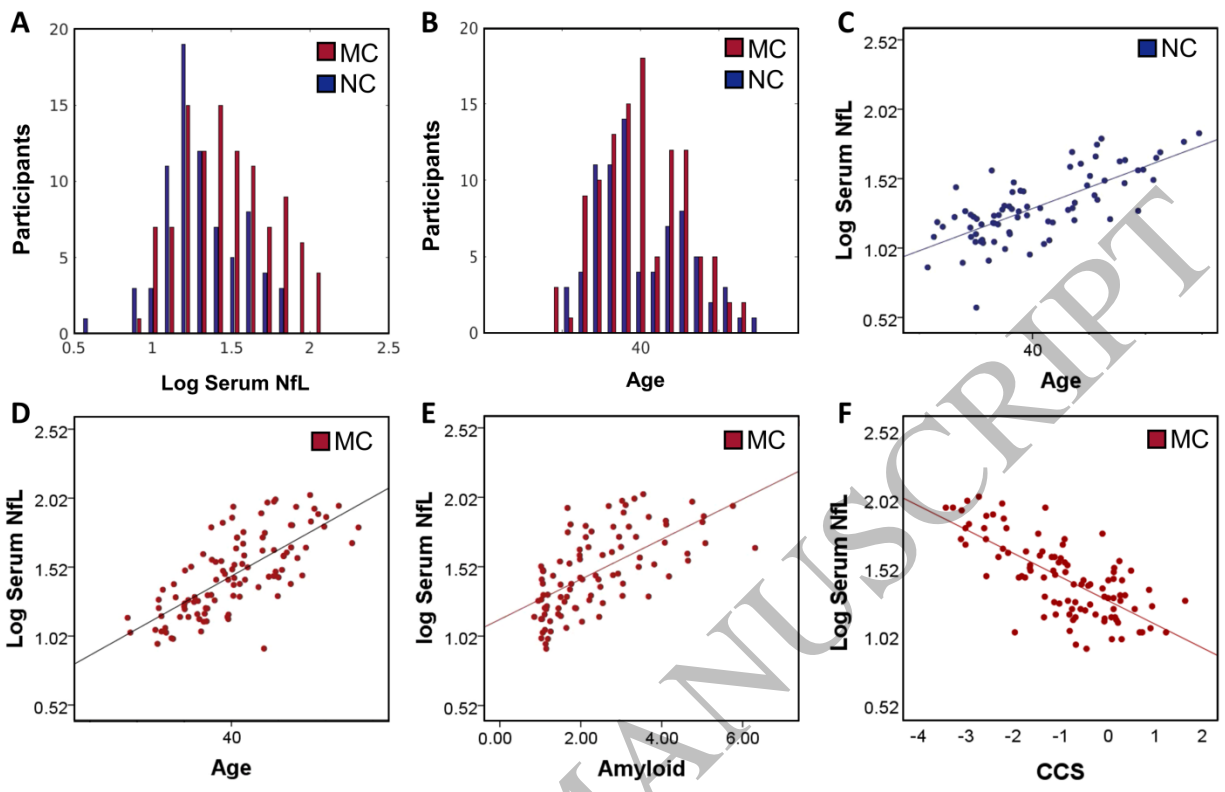 A
20
15
10
5
0
Participants
MC
NC
0.5 1 1.5 2 2.5
Log Serum NfL
B
20
15
10
5
0
Participants
MC
NC
40
Age
C
2.52
2.02
1.52
1.02
0.52
Log Serum NfL
NC
40
Age
D
2.52
2.02
1.52
1.02
0.52
Log Serum NfL
MC
40
Age
E
2.52
2.02
1.52
1.02
0.52
log Serum NfL
MC
0.00 2.00 4.00 6.00
Amyloid
F
2.52
2.02
1.52
1.02
0.52
Log Serum NfL
MC
-4 -3 -2 -1 0 1 2
CCS
MANUSCRIPT